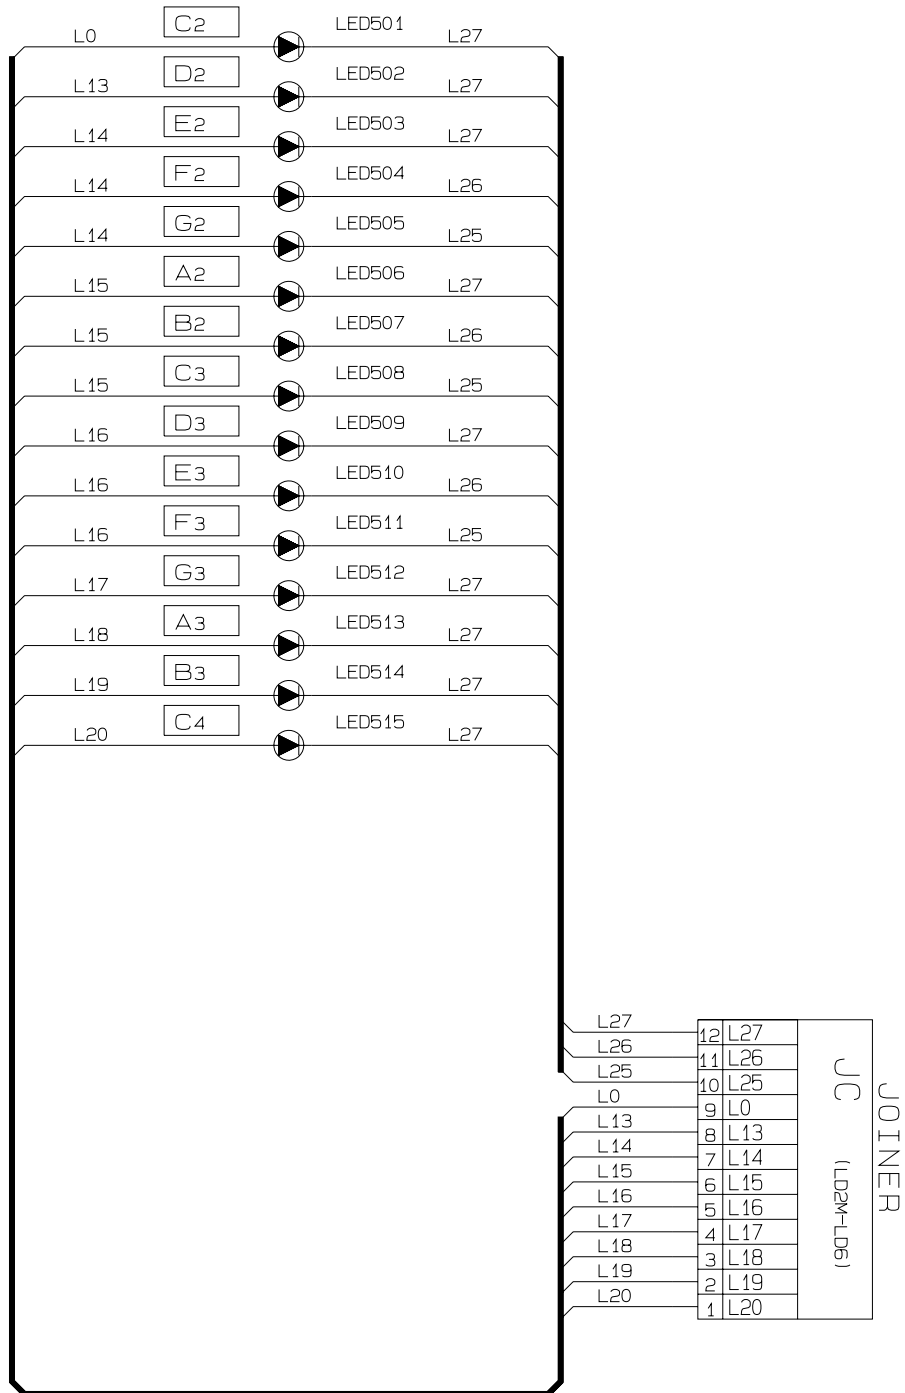 C2 LED501
L0 L27
D2 LED502
L13 L27
E2 LED503
L14 L27
F2 LED504
L14 L26
G2 LED505
L14 L25
A2 LED506
L15 L27
B2 LED507
L15 L26
C3 LED508
L15 L25
D3 LED509
L16 L27
E3 LED510
L16 L26
F3 LED511
L16 L25
G3 LED512
L17 L27
A3 LED513
L18 L27
B3 LED514
L19 L27
C4 LED515
L20 L27
L27 12 L27
L26 11 L26
L25 10 L25
L0 9 L0
L13 8 L13
L14 7 L14
L15 6 L15
L16 5 L16
L17 4 L17
L18 3 L18
L19 2 L19
L20 1 L20
JC (LD2M-LD6)
JOINER